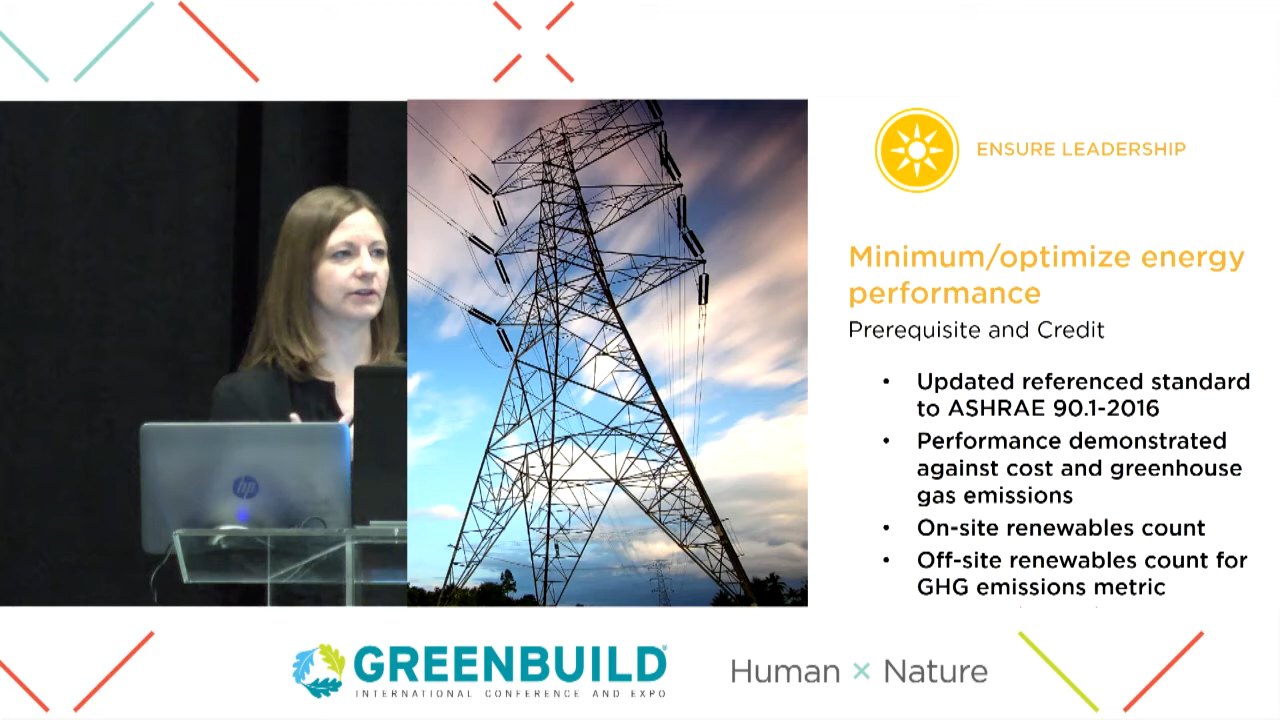 ENSURE LEADERSHIP
Minimum/optimize energy
performance
Prerequisite and Credit
• Updated referenced standard
to ASHRAE 90.1-2016
• Performance demonstrated
against cost and greenhouse
gas emissions
• On-site renewables count
• Off-site renewables count for
GHG emissions metric
hp
GREENBUILD®
INTERNATIONAL CONFERENCE AND EXPO
Human × Nature